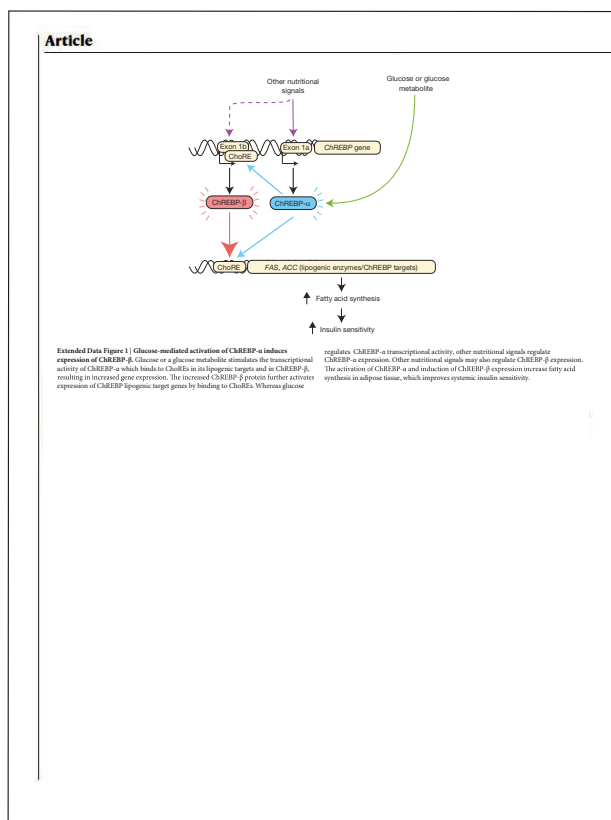 Article
Other nutritional
signals
Glucose or glucose
metabolite
Exon 1b
Exon 1a
ChREBP gene
ChoRE
ChREBP-β
ChREBP-α
ChoRE
FAS, ACC (lipogenic enzymes/ChREBP targets)
Fatty acid synthesis
Insulin sensitivity
Extended Data Figure 1 | Glucose-mediated activation of ChREBP-α induces
expression of ChREBP-β. Glucose or a glucose metabolite stimulates the transcriptional
activity of ChREBP-α which binds to ChoREs in its lipogenic targets and in ChREBP-β,
resulting in increased gene expression. The increased ChREBP-β protein further activates
expression of ChREBP lipogenic target genes by binding to ChoREs. Whereas glucose
regulates ChREBP-α transcriptional activity, other nutritional signals regulate
ChREBP-α expression. Other nutritional signals may also regulate ChREBP-β expression.
The activation of ChREBP-α and induction of ChREBP-β expression increase fatty acid
synthesis in adipose tissue, which improves systemic insulin sensitivity.